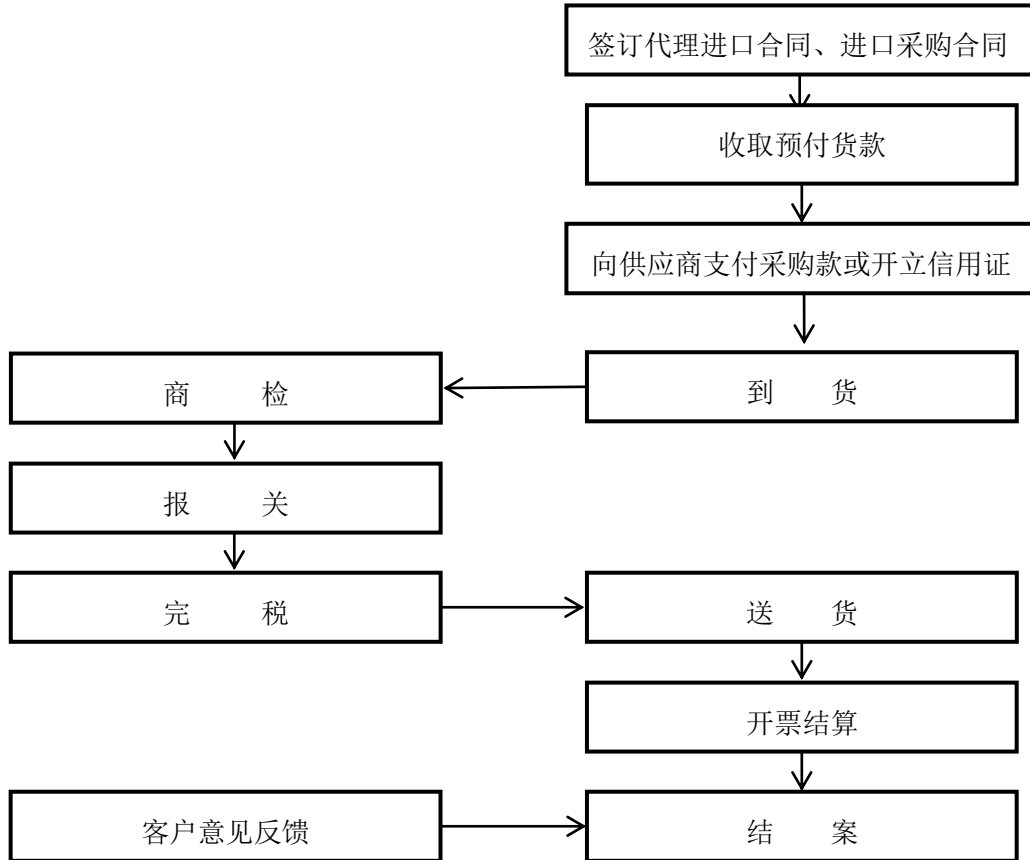 签订代理进口合同、进口采购合同
收取预付货款
向供应商支付采购款或开立信用证
到 货
商 检
报 关
完 税
送 货
开票结算
客户意见反馈
结 案